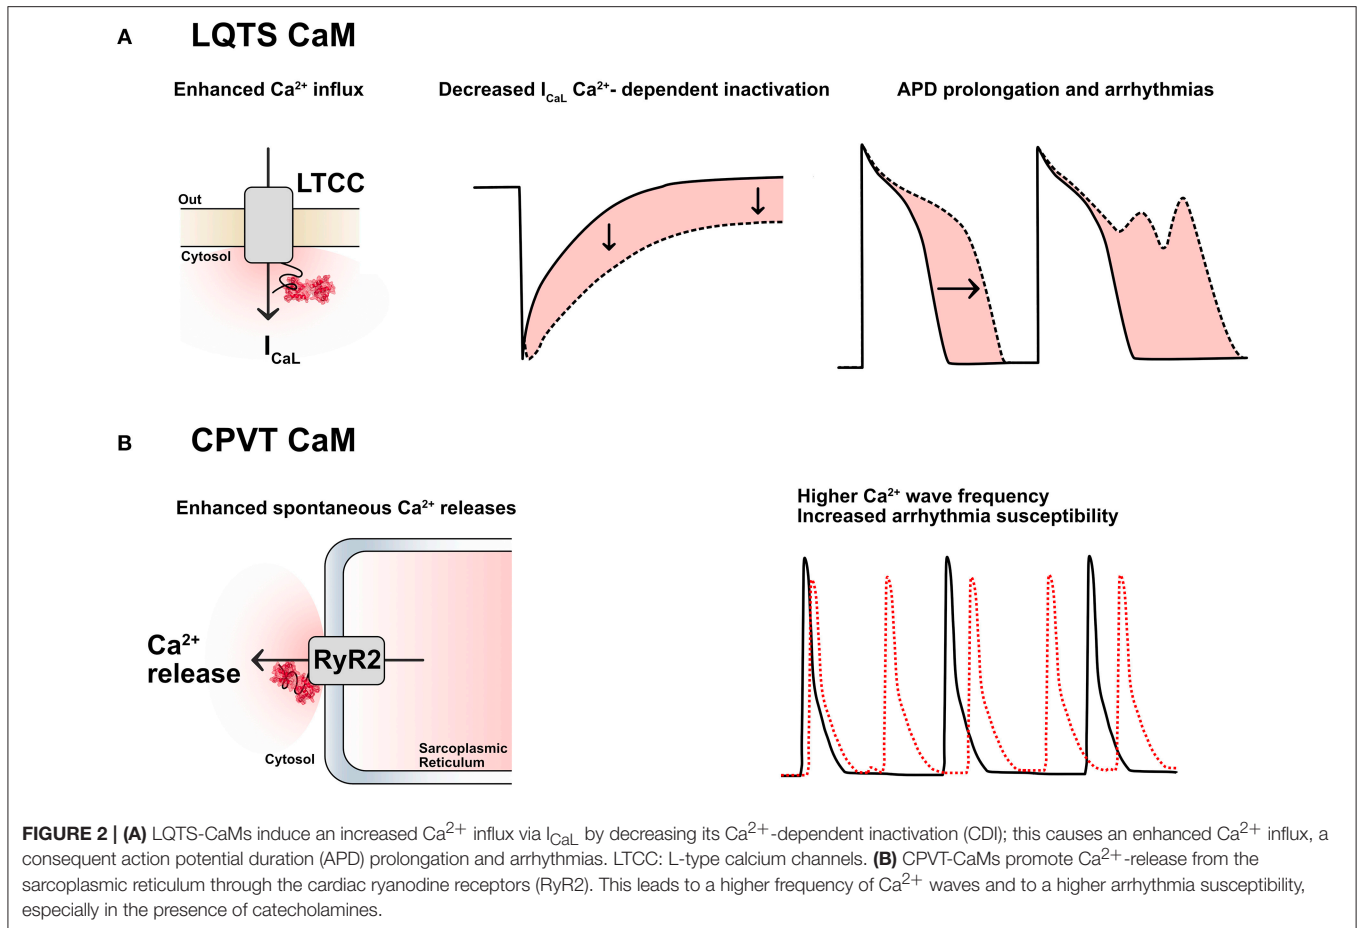 A LQTS CaM
Enhanced Ca²⁺ influx
Decreased I_CaL Ca²⁺- dependent inactivation
APD prolongation and arrhythmias
LTCC
Out
Cytosol
I_CaL
B CPVT CaM
Enhanced spontaneous Ca²⁺ releases
Higher Ca²⁺ wave frequency
Increased arrhythmia susceptibility
Ca²⁺
release
RyR2
Cytosol
Sarcoplasmic
Reticulum
FIGURE 2 | (A) LQTS-CaMs induce an increased Ca²⁺ influx via I_CaL by decreasing its Ca²⁺-dependent inactivation (CDI); this causes an enhanced Ca²⁺ influx, a
consequent action potential duration (APD) prolongation and arrhythmias. LTCC: L-type calcium channels. (B) CPVT-CaMs promote Ca²⁺-release from the
sarcoplasmic reticulum through the cardiac ryanodine receptors (RyR2). This leads to a higher frequency of Ca²⁺ waves and to a higher arrhythmia susceptibility,
especially in the presence of catecholamines.